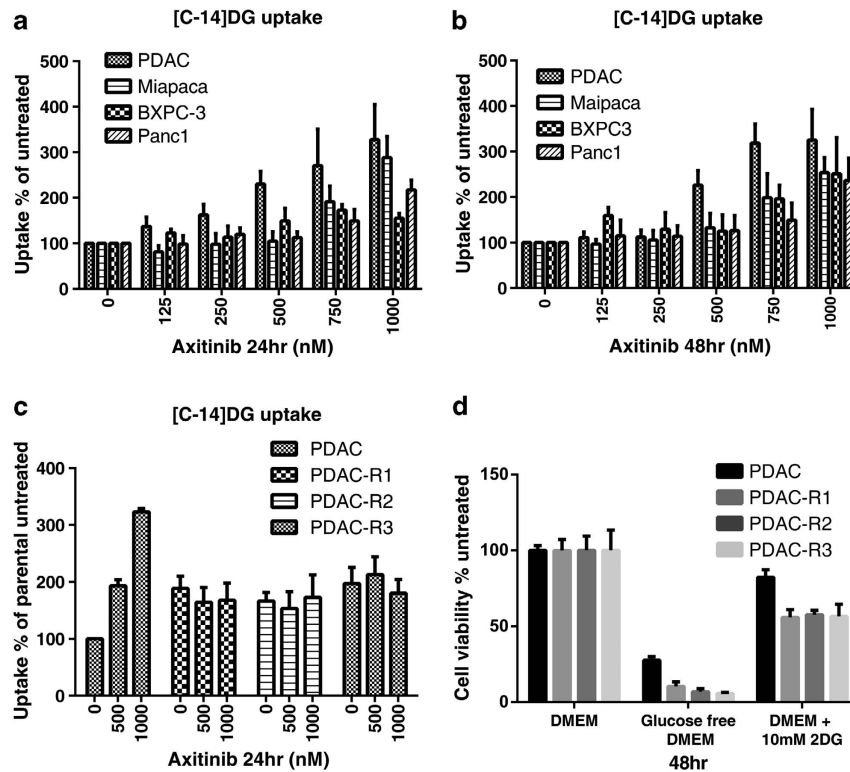 a
[C-14]DG uptake
PDAC
Miapaca
BXPC-3
Panc1
Uptake % of untreated
500
400
300
200
100
0
0
125
250
500
750
1000
Axitinib 24hr (nM)
b
[C-14]DG uptake
PDAC
Maipaca
BXPC3
Panc1
Uptake % of untreated
500
400
300
200
100
0
0
125
250
500
750
1000
Axitinib 48hr (nM)
c
[C-14]DG uptake
PDAC
PDAC-R1
PDAC-R2
PDAC-R3
Uptake % of parental untreated
400
300
200
100
0
0
500
1000
0
500
1000
0
500
1000
0
500
1000
Axitinib 24hr (nM)
d
PDAC
PDAC-R1
PDAC-R2
PDAC-R3
Cell viability % untreated
150
100
50
0
DMEM
Glucose free
DMEM
DMEM +
10mM 2DG
48hr